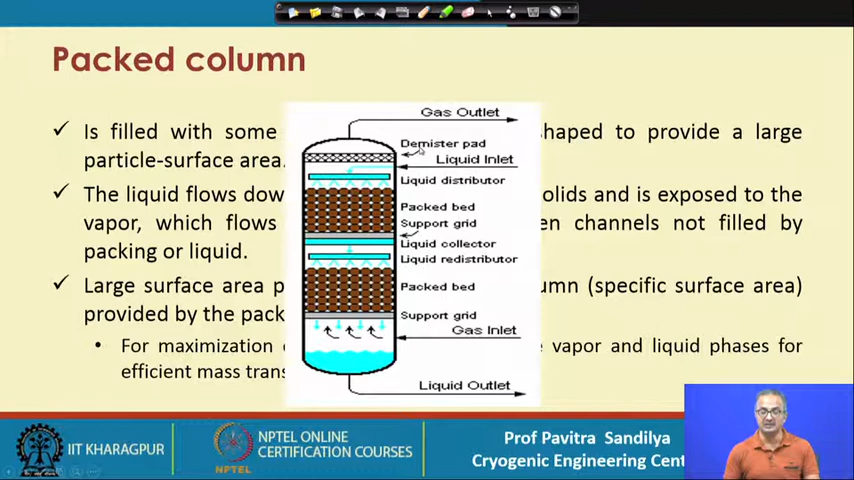 Packed column
Is filled with some shaped to provide a large
particle-surface area.
The liquid flows dow olids and is exposed to the
vapor, which flows en channels not filled by
packing or liquid.
Large surface area p umn (specific surface area)
provided by the pack
For maximization e vapor and liquid phases for
efficient mass trans
Gas Outlet
Demister pad
Liquid Inlet
Liquid distributor
Packed bed
Support grid
Liquid collector
Liquid redistributor
Packed bed
Support grid
Gas Inlet
Liquid Outlet
IIT KHARAGPUR
NPTEL
NPTEL ONLINE
CERTIFICATION COURSES
Prof Pavitra Sandilya
Cryogenic Engineering Cent